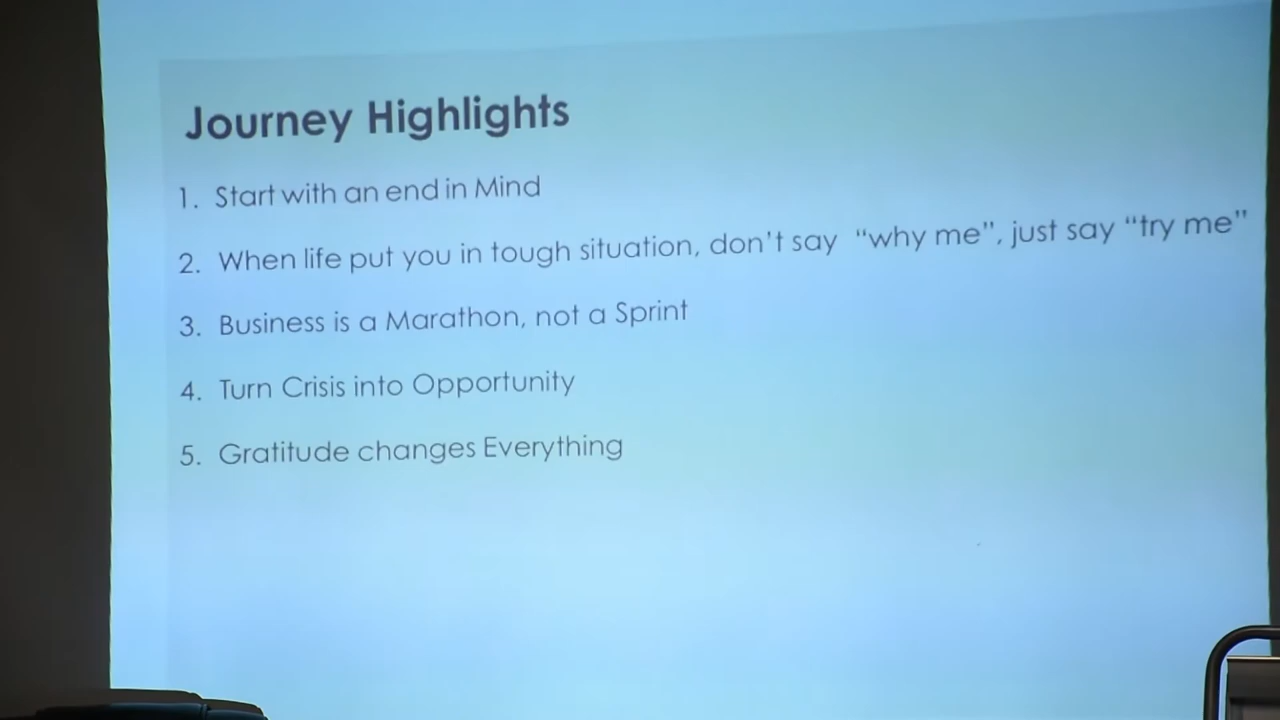 Journey Highlights
1. Start with an end in Mind
2. When life put you in tough situation, don't say "why me", just say "try me"
3. Business is a Marathon, not a Sprint
4. Turn Crisis into Opportunity
5. Gratitude changes Everything